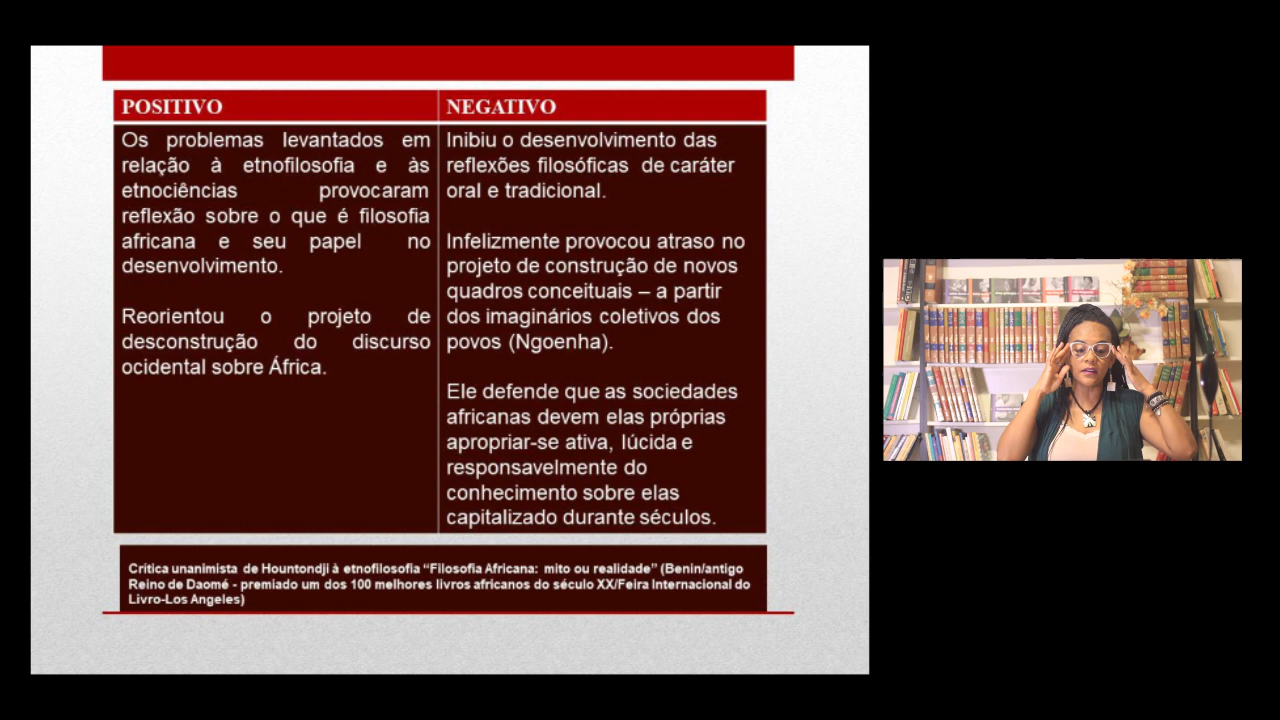 POSITIVO
Os problemas levantados em
relação à etnofilosofia e às
etnociências provocaram
reflexão sobre o que é filosofia
africana e seu papel no
desenvolvimento.
Reorientou o projeto de
desconstrução do discurso
ocidental sobre África.
NEGATIVO
Inibiu o desenvolvimento das
reflexões filosóficas de caráter
oral e tradicional.
Infelizmente provocou atraso no
projeto de construção de novos
quadros conceituais – a partir
dos imaginários coletivos dos
povos (Ngoenha).
Ele defende que as sociedades
africanas devem elas próprias
apropriar-se ativa, lúcida e
responsavelmente do
conhecimento sobre elas
capitalizado durante séculos.
Crítica unanimista de Hountondji à etnofilosofia “Filosofia Africana: mito ou realidade” (Benin/antigo
Reino de Daomé - premiado um dos 100 melhores livros africanos do século XX/Feira Internacional do
Livro-Los Angeles)